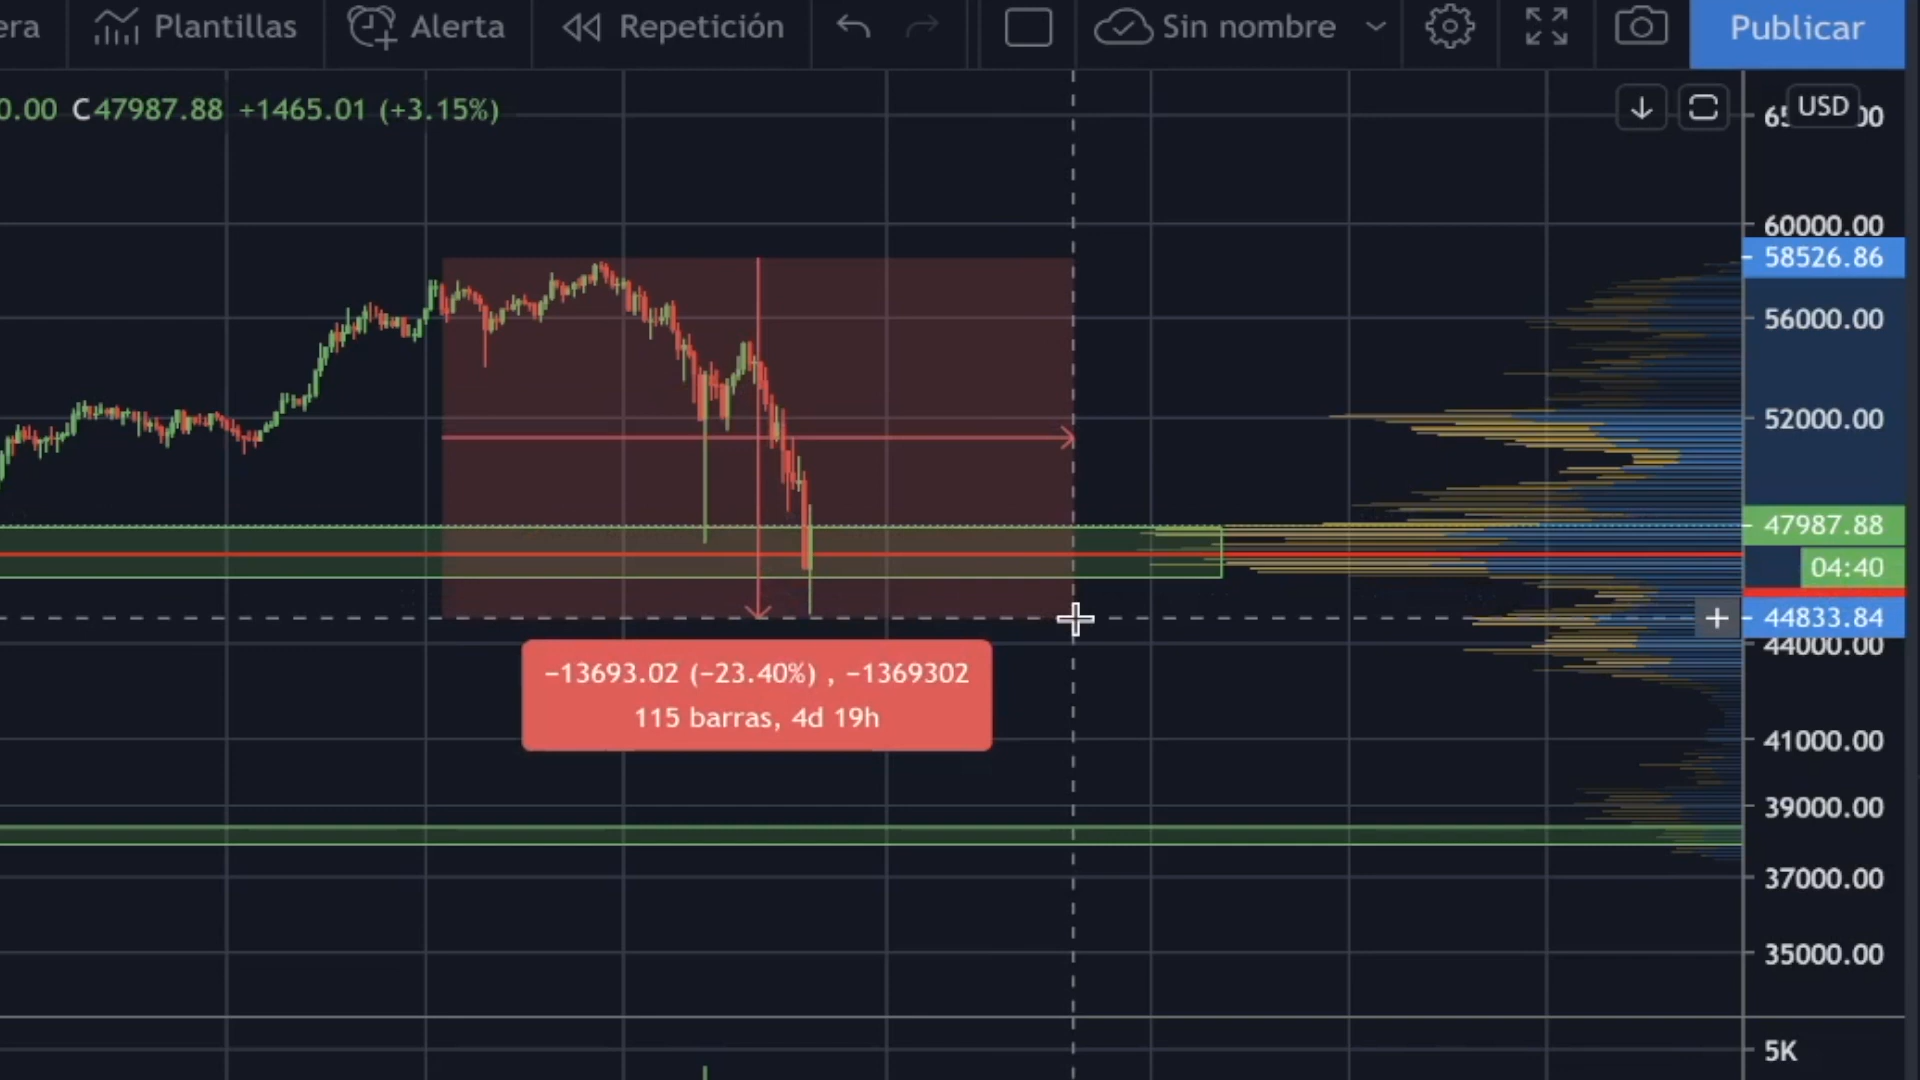 era Plantillas Alerta Repetición Sin nombre Publicar
0.00 C47987.88 +1465.01 (+3.15%)
USD
60000.00
58526.86
56000.00
52000.00
47987.88
04:40
44833.84
44000.00
−13693.02 (−23.40%) , −1369302
115 barras, 4d 19h
41000.00
39000.00
37000.00
35000.00
5K